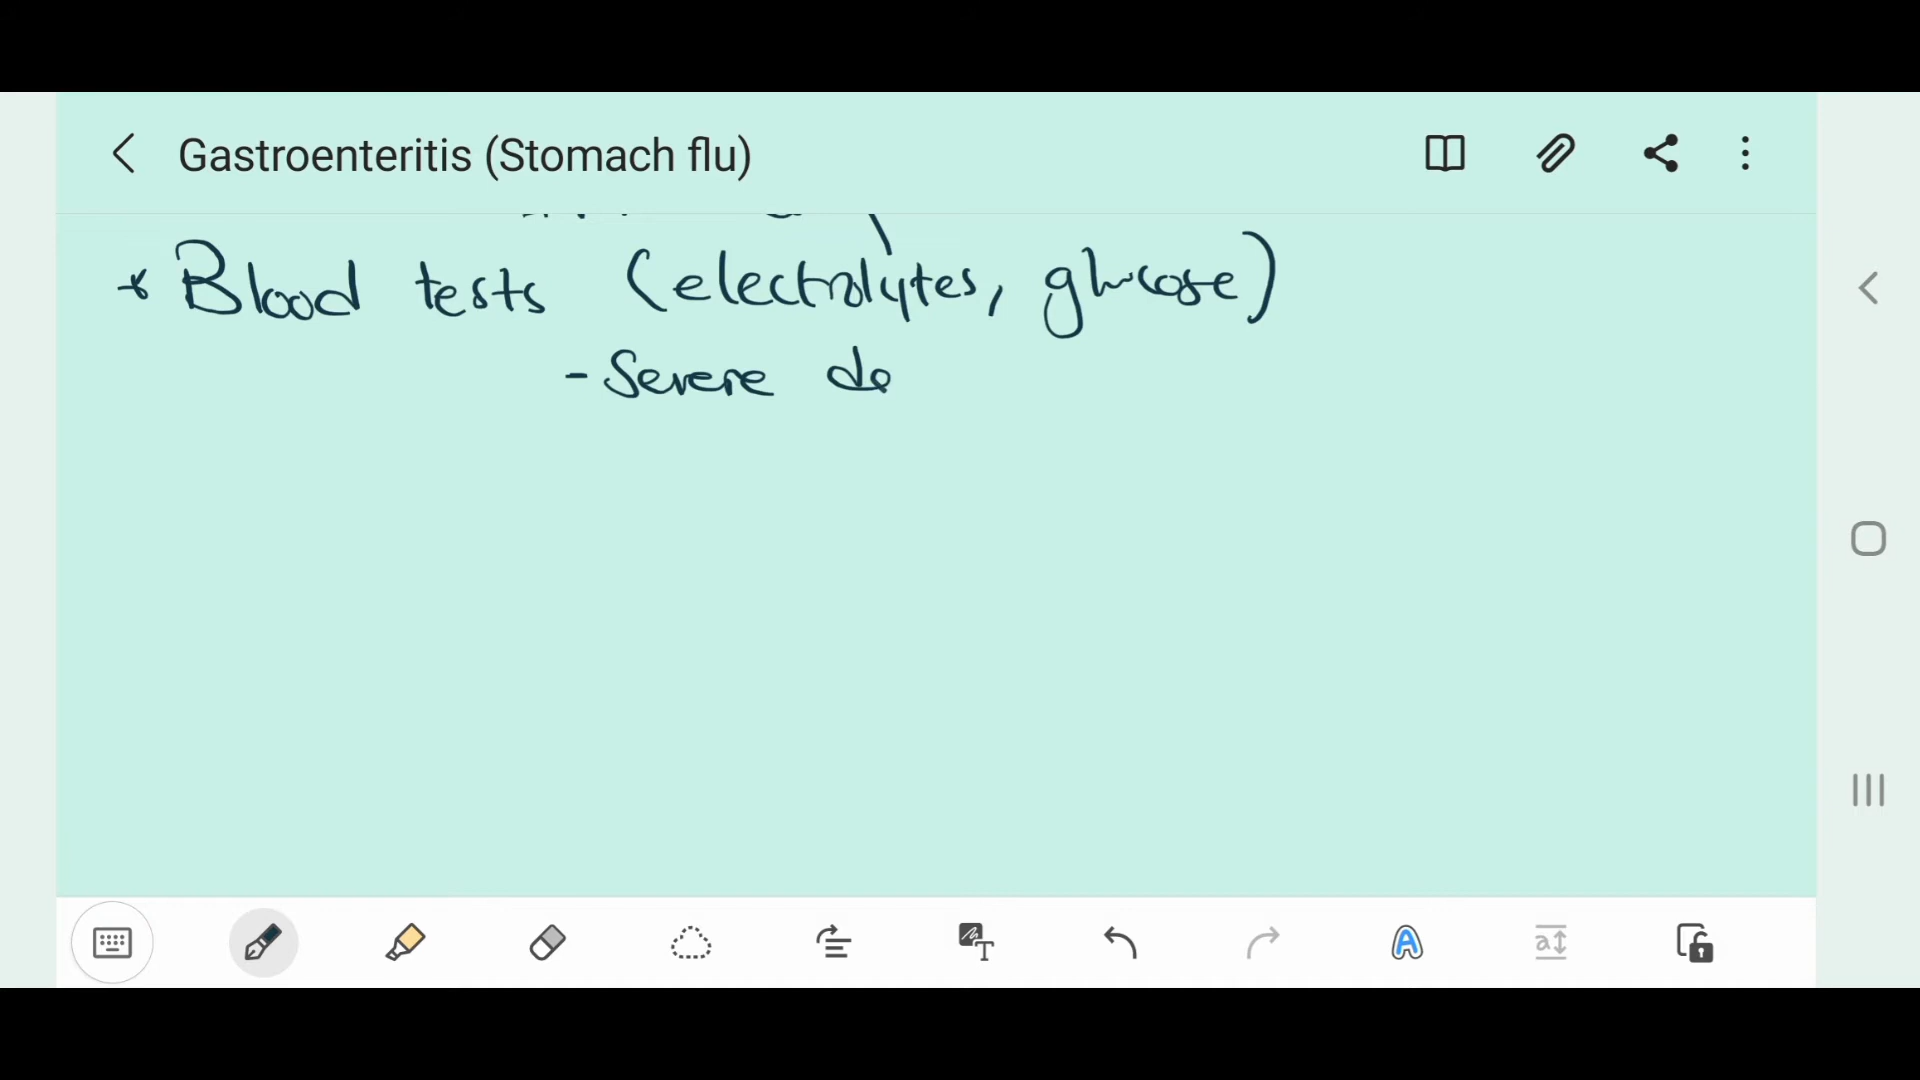 Gastroenteritis (Stomach flu)
* Blood tests (electrolytes, glucose)
- Severe de